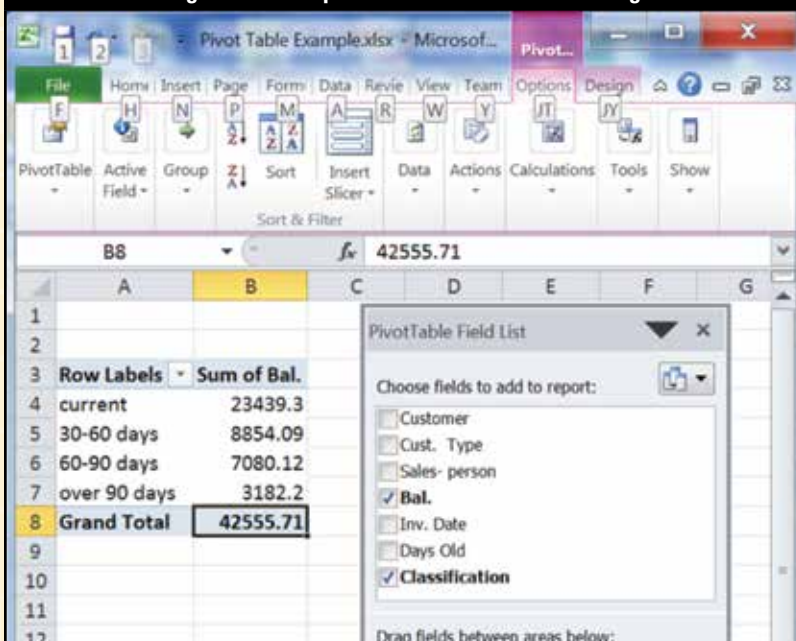 1 2 Pivot Table Example.xlsx - Microsof... Pivot...
File Home Insert Page Form Data Revie View Team Options Design
F H N P M A R W Y JT JY
PivotTable Active Field Group Sort Insert Slicer Data Actions Calculations Tools Show
Sort & Filter
B8 fx 42555.71
A B C D E F G
1
2
3 Row Labels Sum of Bal.
4 current 23439.3
5 30-60 days 8854.09
6 60-90 days 7080.12
7 over 90 days 3182.2
8 Grand Total 42555.71
9
10
11
12
PivotTable Field List
Choose fields to add to report:
Customer
Cust. Type
Sales- person
Bal.
Inv. Date
Days Old
Classification
Drag fields between areas below: